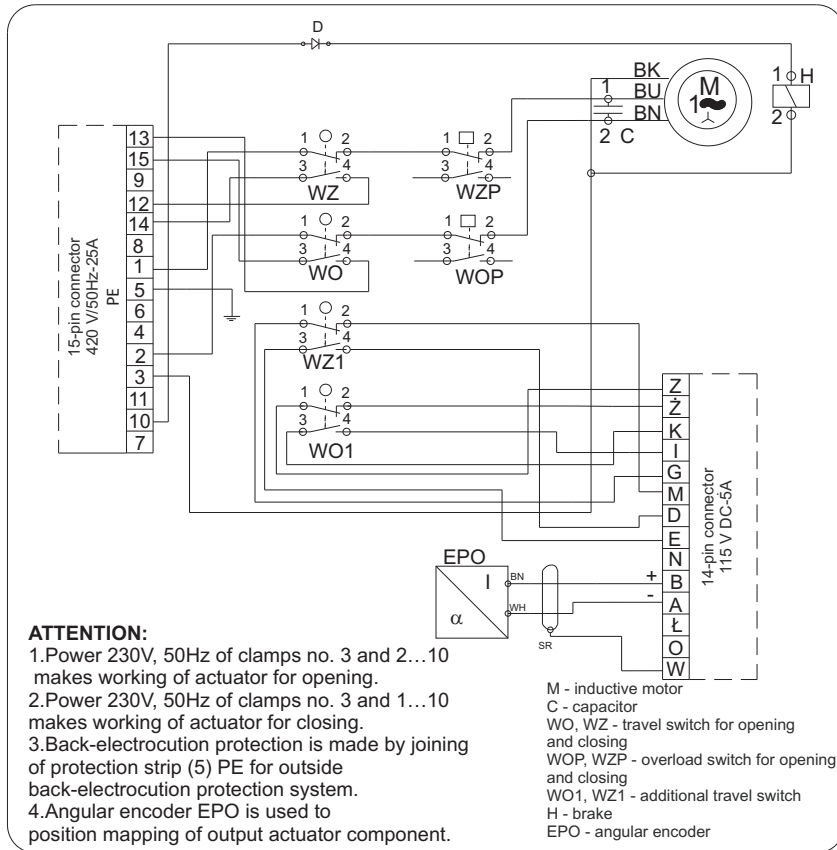 D
BK
BU
BN
M
1
1 H
2
1
2 C
15-pin connector
420 V/50Hz-25A
PE
13
15
9
12
14
8
1
5
6
4
2
3
11
10
7
1 2
3 4
WZ
1 2
3 4
WZP
1 2
3 4
WO
1 2
3 4
WOP
1 2
3 4
WZ1
1 2
3 4
WO1
Z
Ż
K
I
G
M
D
E
N
B
A
Ł
O
W
14-pin connector
115 V DC-5A
EPO
I
α
BN
WH
SR
+
-
ATTENTION:
1.Power 230V, 50Hz of clamps no. 3 and 2...10
makes working of actuator for opening.
2.Power 230V, 50Hz of clamps no. 3 and 1...10
makes working of actuator for closing.
3.Back-electrocution protection is made by joining
of protection strip (5) PE for outside
back-electrocution protection system.
4.Angular encoder EPO is used to
position mapping of output actuator component.
M - inductive motor
C - capacitor
WO, WZ - travel switch for opening
and closing
WOP, WZP - overload switch for opening
and closing
WO1, WZ1 - additional travel switch
H - brake
EPO - angular encoder